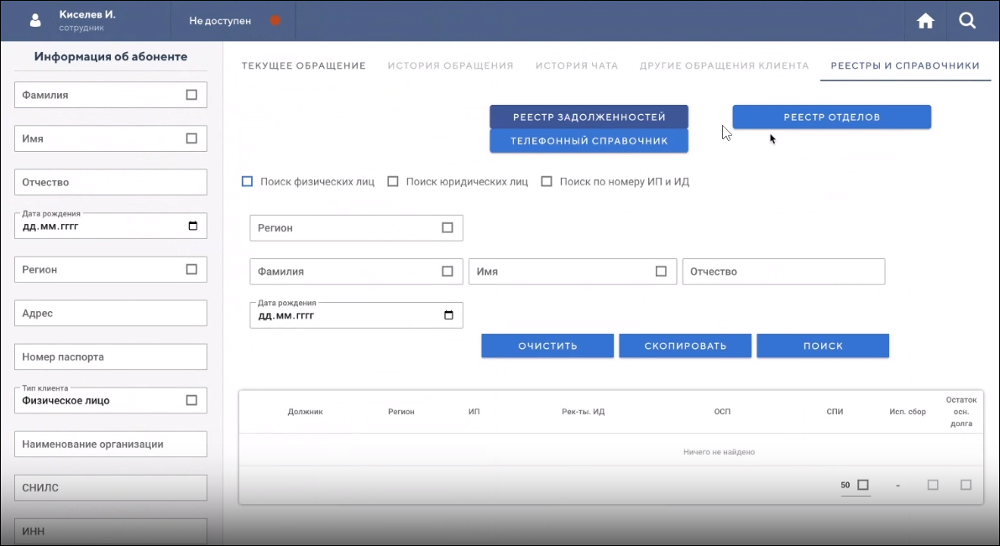 Киселев И.
сотрудник
Не доступен
Информация об абоненте
Фамилия
Имя
Отчество
Дата рождения
дд.мм.гггг
Регион
Адрес
Номер паспорта
Тип клиента
Физическое лицо
Наименование организации
СНИЛС
ИНН
ТЕКУЩЕЕ ОБРАЩЕНИЕ ИСТОРИЯ ОБРАЩЕНИЯ ИСТОРИЯ ЧАТА ДРУГИЕ ОБРАЩЕНИЯ КЛИЕНТА РЕЕСТРЫ И СПРАВОЧНИКИ
РЕЕСТР ЗАДОЛЖЕННОСТЕЙ РЕЕСТР ОТДЕЛОВ
ТЕЛЕФОННЫЙ СПРАВОЧНИК
Поиск физических лиц Поиск юридических лиц Поиск по номеру ИП и ИД
Регион
Фамилия Имя Отчество
Дата рождения
дд.мм.гггг
ОЧИСТИТЬ СКОПИРОВАТЬ ПОИСК
Должник Регион ИП Рек-ты. ИД ОСП СПИ Исп. сбор Остаток
осн.
долга
Ничего не найдено
50 -